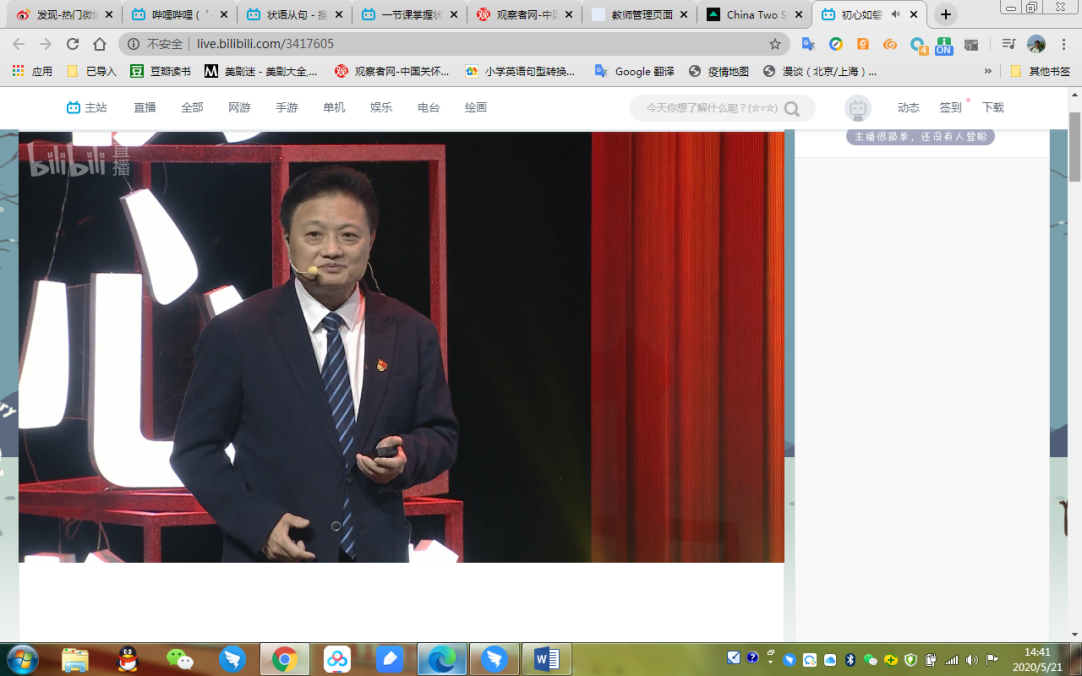 发现-热门微
哔哩哔哩 ( ゜-
状语从句 - 搜
一节课掌握状
观察者网-中
教师管理页面
China Two S
初心如磐
不安全 | live.bilibili.com/3417605
应用
已导入
豆瓣读书
美剧迷 - 美剧大全,...
观察者网-中国关怀...
小学英语句型转换...
Google 翻译
疫情地图
漫谈（北京/上海）...
»
其他书签
主站
直播
全部
网游
手游
单机
娱乐
电台
绘画
今天你想了解什么呢？(☆▽☆)
动态
签到
下载
主播很孤单，还没有人登船
bilibili 直播
心
ON
4
14:41
2020/5/21